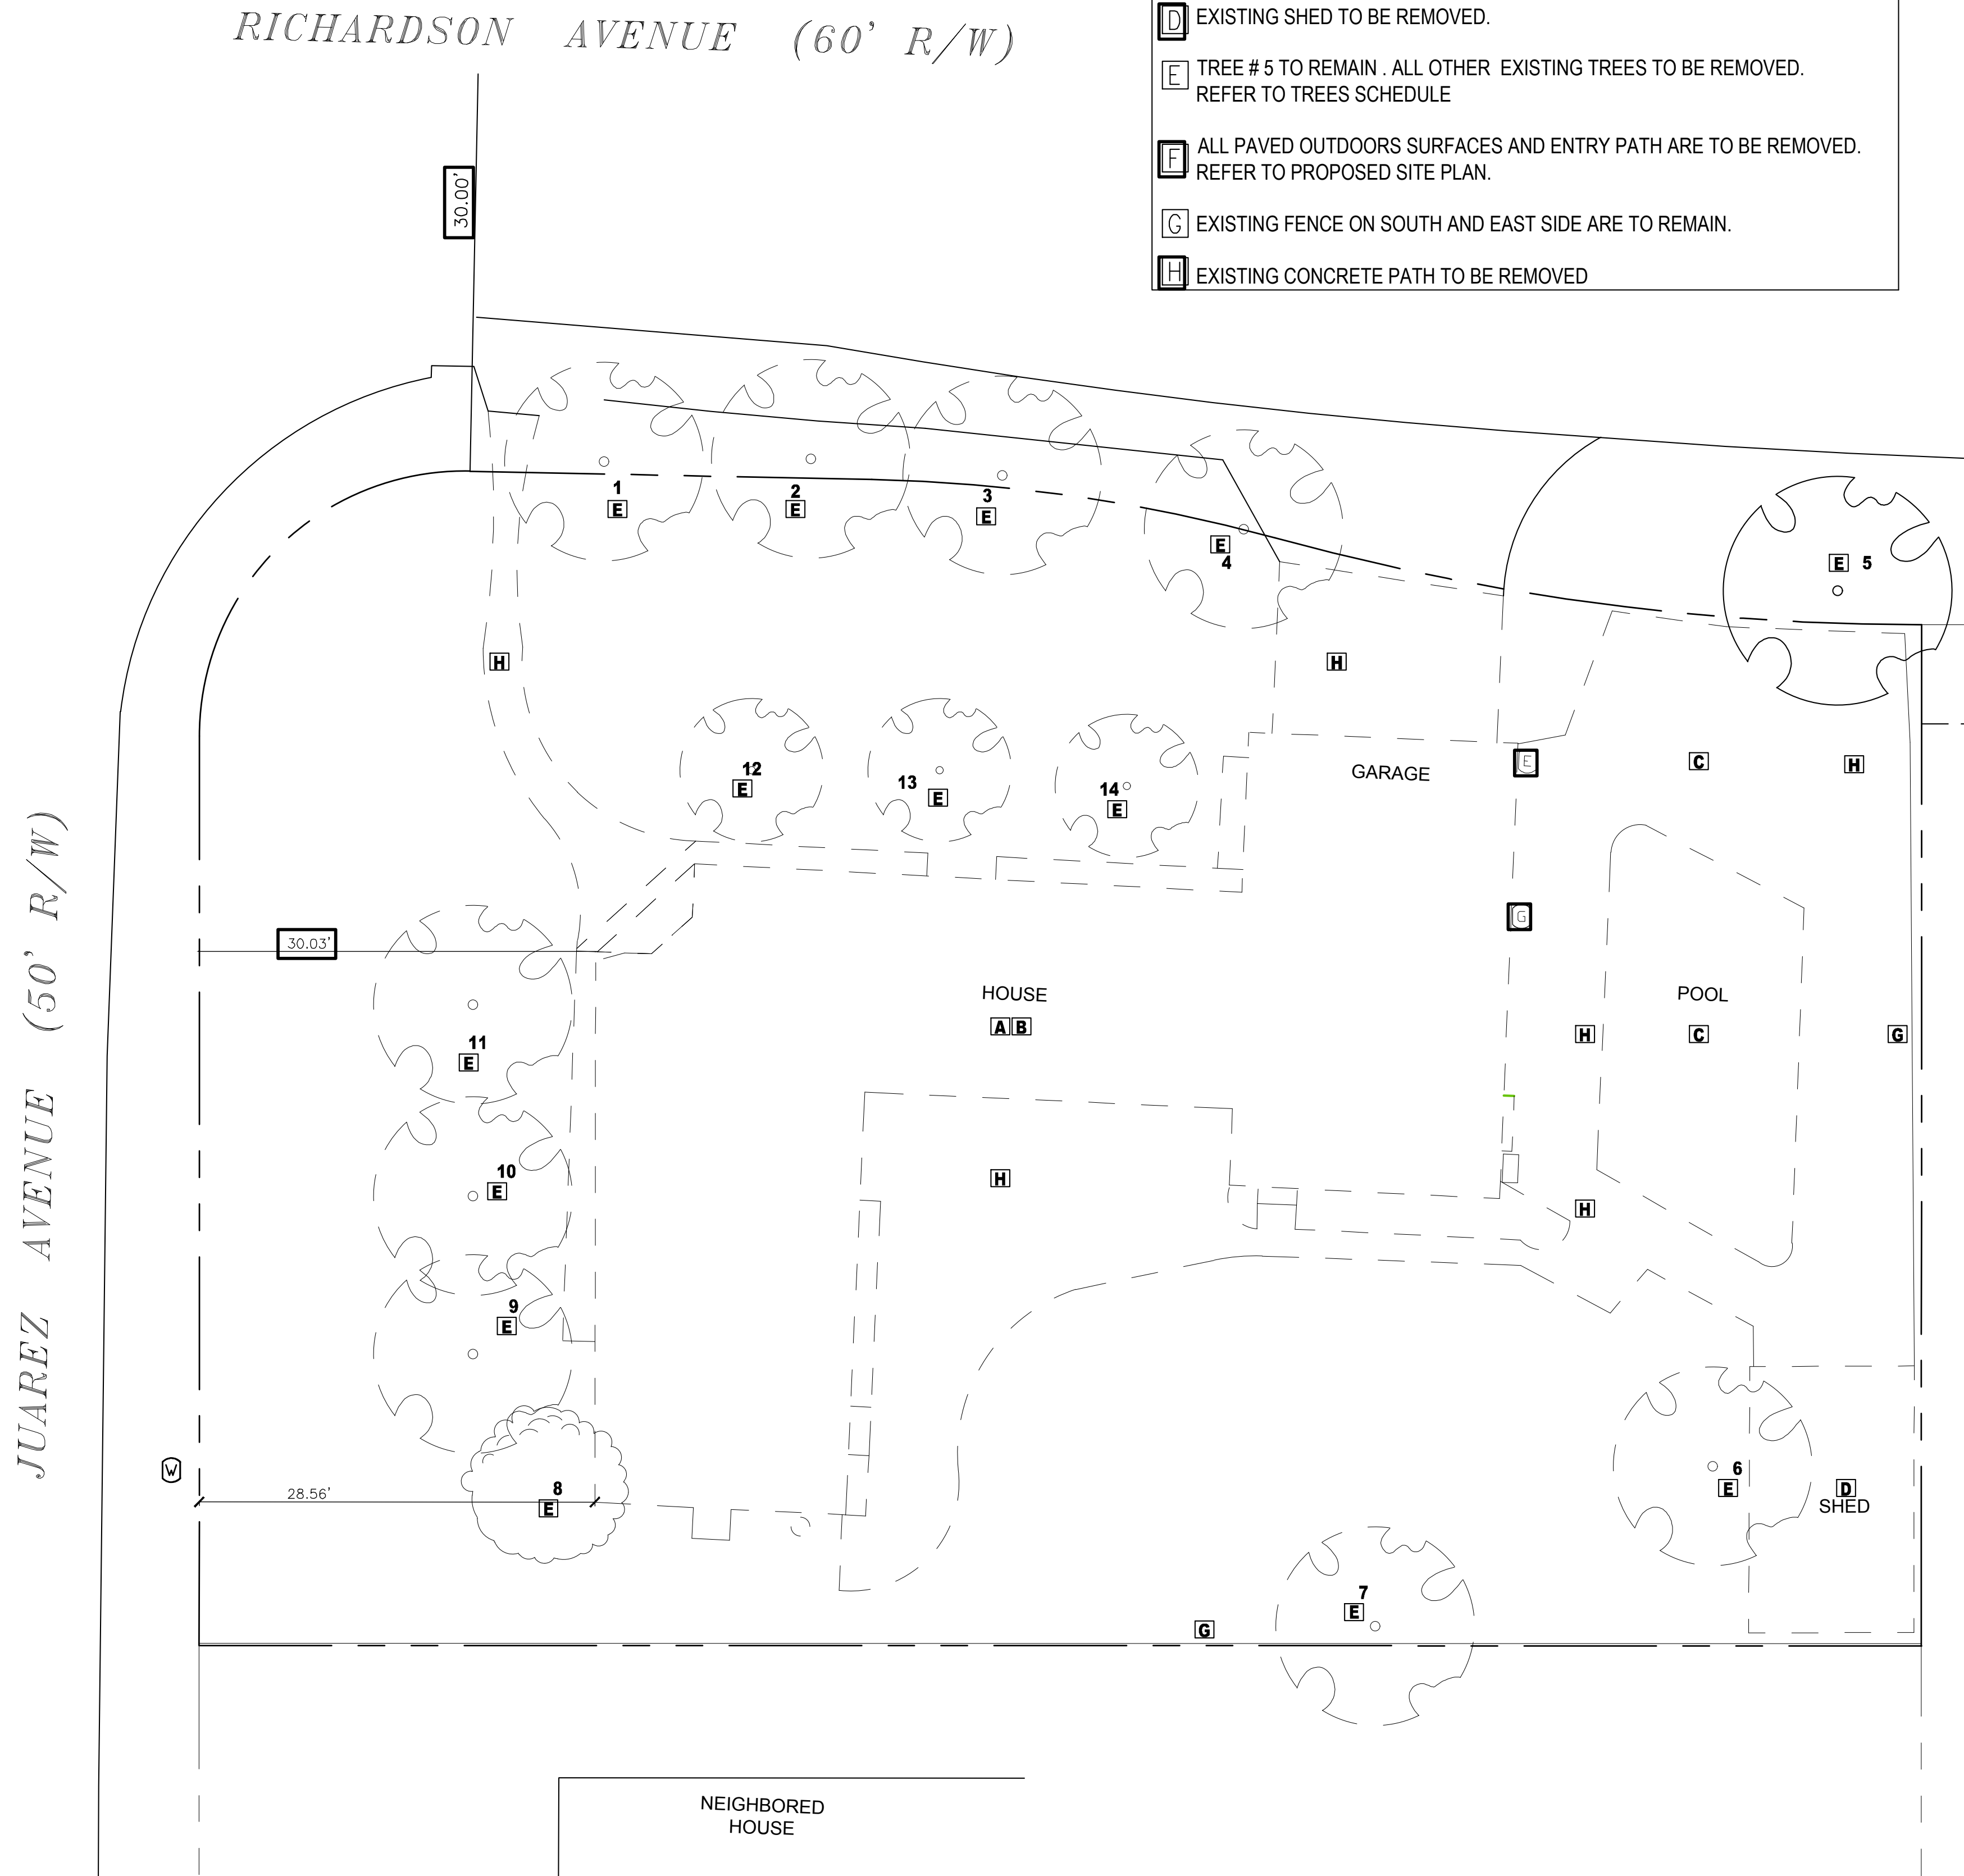 RICHARDSON AVENUE (60' R/W)
D EXISTING SHED TO BE REMOVED.
E TREE # 5 TO REMAIN . ALL OTHER EXISTING TREES TO BE REMOVED.
REFER TO TREES SCHEDULE
F ALL PAVED OUTDOORS SURFACES AND ENTRY PATH ARE TO BE REMOVED.
REFER TO PROPOSED SITE PLAN.
G EXISTING FENCE ON SOUTH AND EAST SIDE ARE TO REMAIN.
H EXISTING CONCRETE PATH TO BE REMOVED
30.00'
1
E
2
E
3
E
E
4
E 5
H
H
12
E
13
E
14
E
GARAGE
E
C
H
G
30.03'
HOUSE
A B
POOL
H
C
G
11
E
10
E
H
H
9
E
JUAREZ AVENUE (50' R/W)
W
28.56'
8
E
6
E
D
SHED
7
E
G
NEIGHBORED
HOUSE